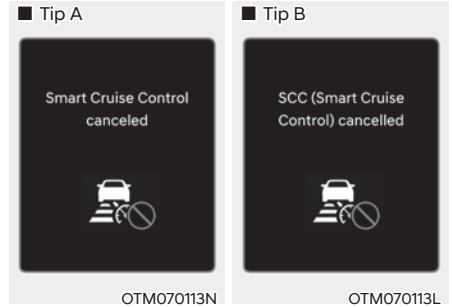 ■ Tip A
Smart Cruise Control
canceled
OTM070113N
■ Tip B
SCC (Smart Cruise
Control) cancelled
OTM070113L